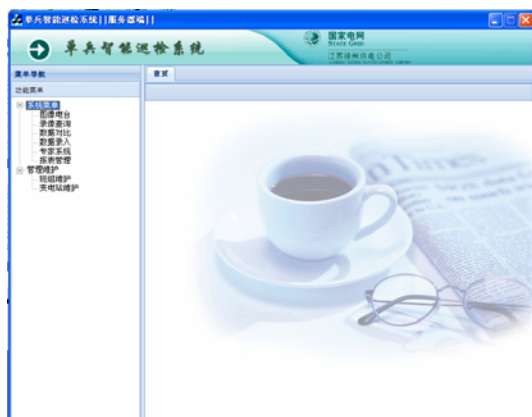 单兵智能巡检系统||服务器端||
单兵智能巡检系统
国家电网
STATE GRID
江苏徐州供电公司
菜单导航
首页
功能菜单
系统菜单
图像电台
录像查询
数据对比
数据录入
专家系统
报表管理
管理维护
班组维护
变电站维护